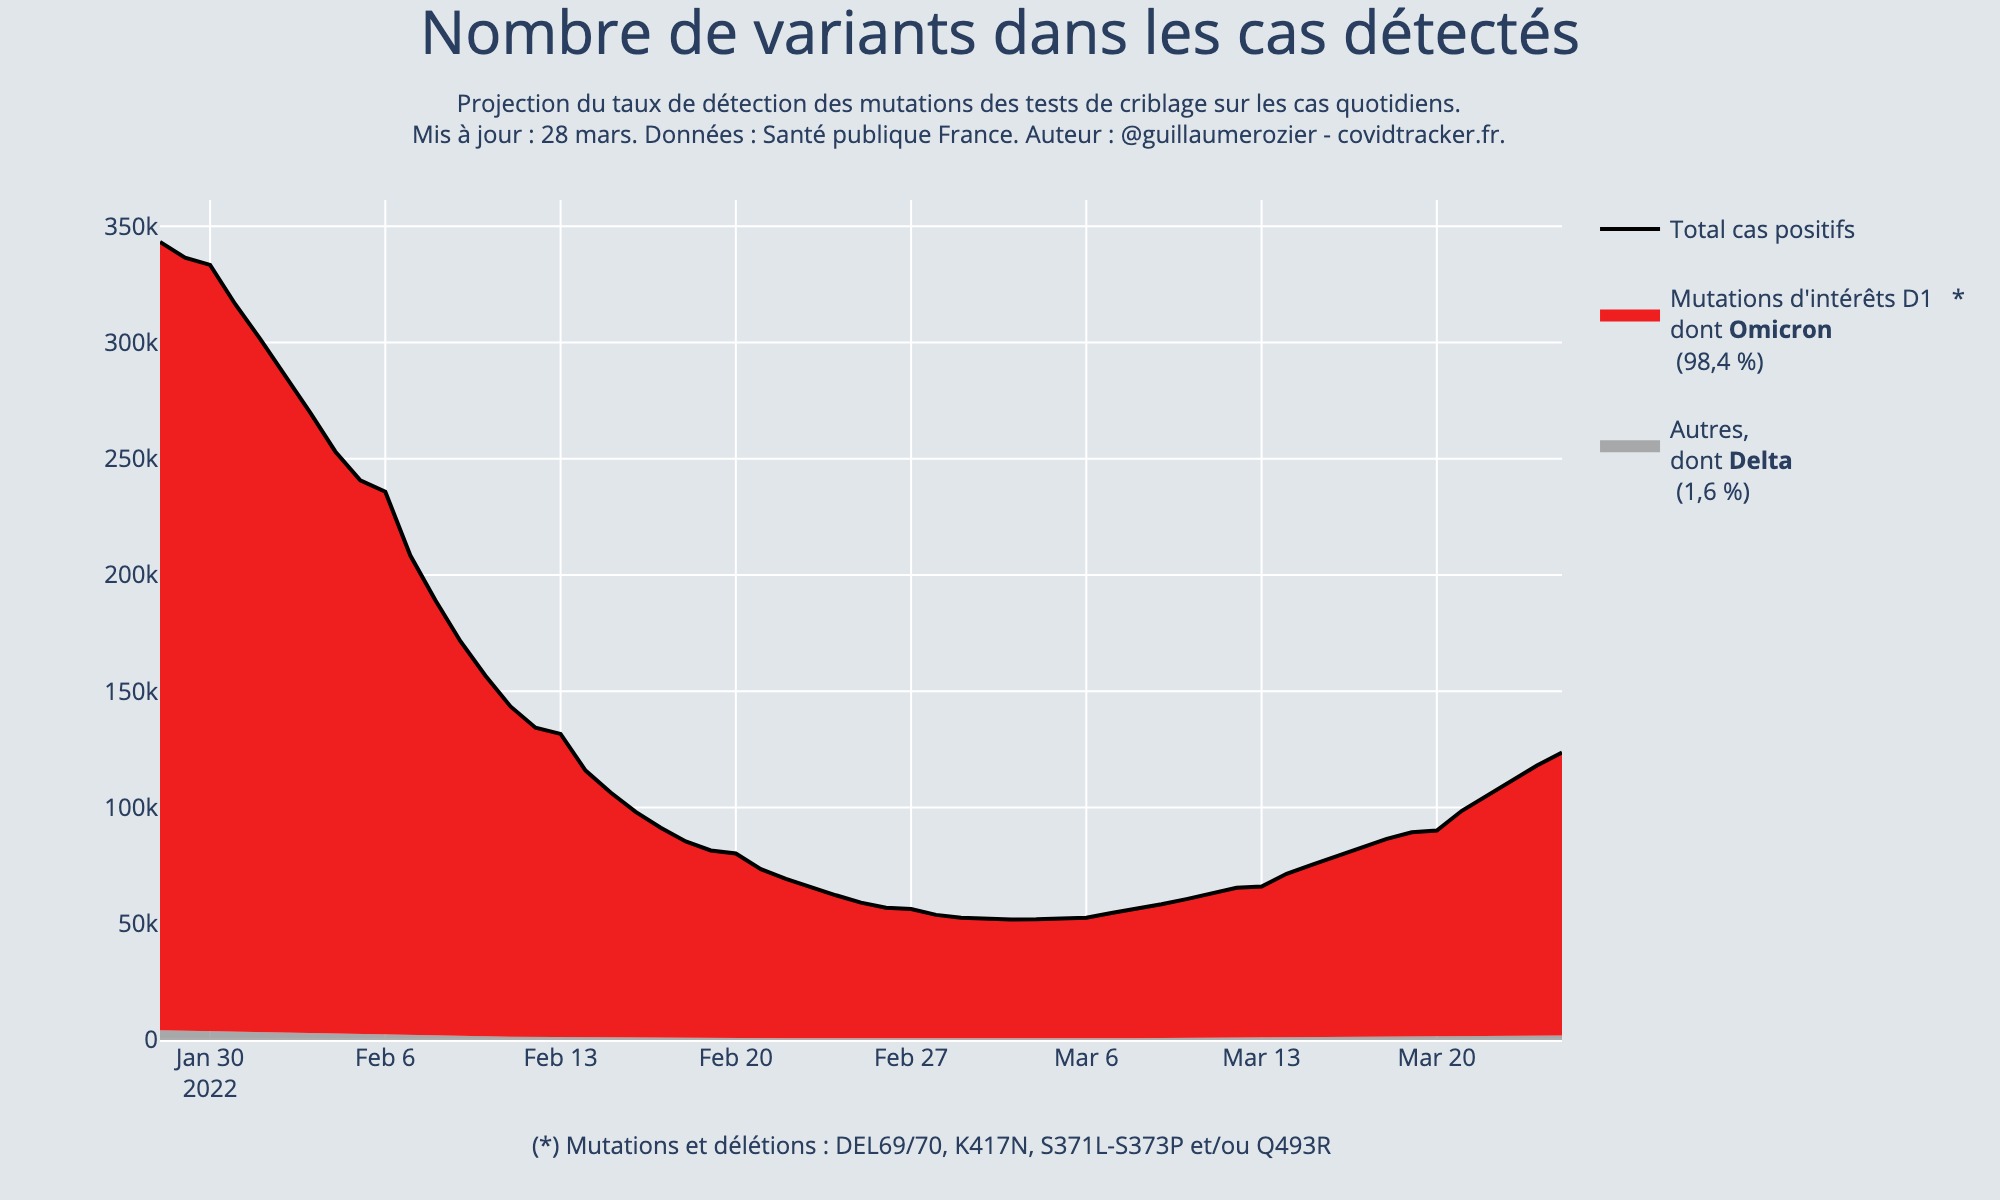 Nombre de variants dans les cas détectés
Projection du taux de détection des mutations des tests de criblage sur les cas quotidiens.
Mis à jour : 28 mars. Données : Santé publique France. Auteur : @guillaumerozier - covidtracker.fr.
350k
300k
250k
200k
150k
100k
50k
0
Jan 30
2022
Feb 6
Feb 13
Feb 20
Feb 27
Mar 6
Mar 13
Mar 20
Total cas positifs
Mutations d'intérêts D1 *
dont Omicron
(98,4 %)
Autres,
dont Delta
(1,6 %)
(*) Mutations et délétions : DEL69/70, K417N, S371L-S373P et/ou Q493R